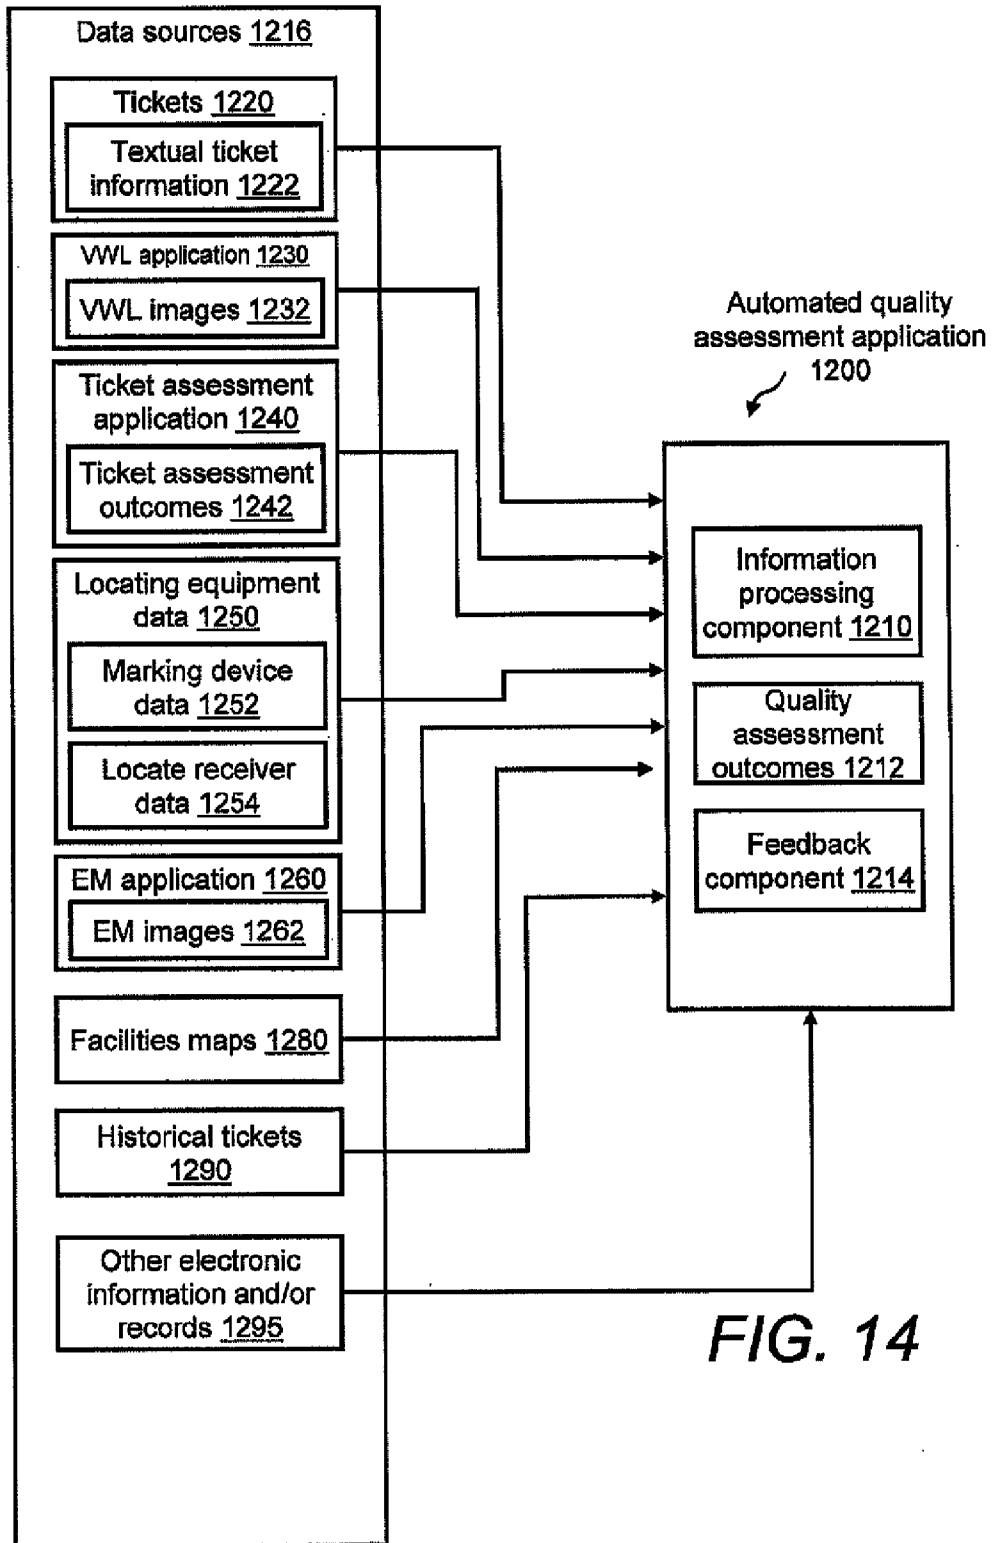 Data sources 1216
Tickets 1220
Textual ticket
information 1222
VWL application 1230
VWL images 1232
Ticket assessment
application 1240
Ticket assessment
outcomes 1242
Locating equipment
data 1250
Marking device
data 1252
Locate receiver
data 1254
EM application 1260
EM images 1262
Facilities maps 1280
Historical tickets
1290
Other electronic
information and/or
records 1295
Automated quality
assessment application
1200
Information
processing
component 1210
Quality
assessment
outcomes 1212
Feedback
component 1214
FIG. 14